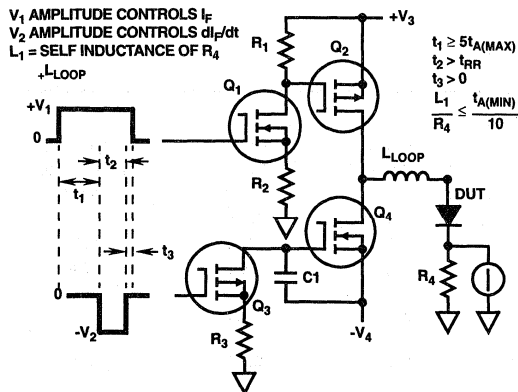 V1 AMPLITUDE CONTROLS IF
V2 AMPLITUDE CONTROLS dIF/dt
L1 = SELF INDUCTANCE OF R4
+LLOOP
+V1
0
t2
t1
t3
0
-V2
R1
Q1
R2
Q3
R3
C1
+V3
Q2
Q4
-V4
LLOOP
DUT
R4
t1 ≥ 5tA(MAX)
t2 > tRR
t3 > 0
L1/R4 ≤ tA(MIN)/10